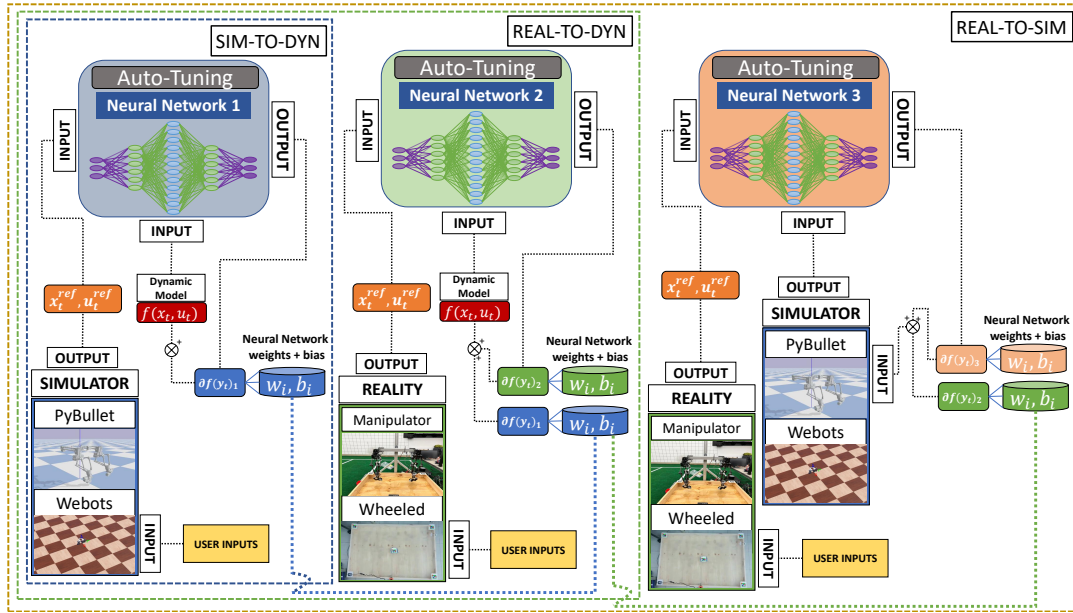 SIM-TO-DYN
Auto-Tuning
Neural Network 1
INPUT
OUTPUT
INPUT
Dynamic
Model
f(x_t, u_t)
x_t^ref, u_t^ref
+
+
OUTPUT
SIMULATOR
PyBullet
Webots
INPUT
USER INPUTS
Neural Network
weights + bias
∂f(y_t)_1
w_i, b_i
REAL-TO-DYN
Auto-Tuning
Neural Network 2
INPUT
OUTPUT
INPUT
Dynamic
Model
f(x_t, u_t)
x_t^ref, u_t^ref
+
+
OUTPUT
REALITY
Manipulator
Wheeled
INPUT
USER INPUTS
Neural Network
weights + bias
∂f(y_t)_2
w_i, b_i
∂f(y_t)_1
w_i, b_i
REAL-TO-SIM
Auto-Tuning
Neural Network 3
INPUT
OUTPUT
INPUT
x_t^ref, u_t^ref
OUTPUT
REALITY
Manipulator
Wheeled
INPUT
USER INPUTS
OUTPUT
SIMULATOR
PyBullet
Webots
INPUT
+
+
Neural Network
weights + bias
∂f(y_t)_3
w_i, b_i
∂f(y_t)_2
w_i, b_i